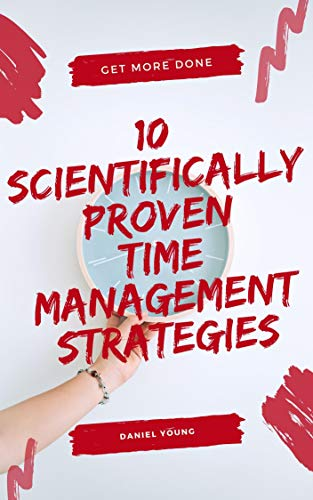 GET MORE DONE
10
SCIENTIFICALLY
PROVEN
TIME
MANAGEMENT
STRATEGIES
DANIEL YOUNG